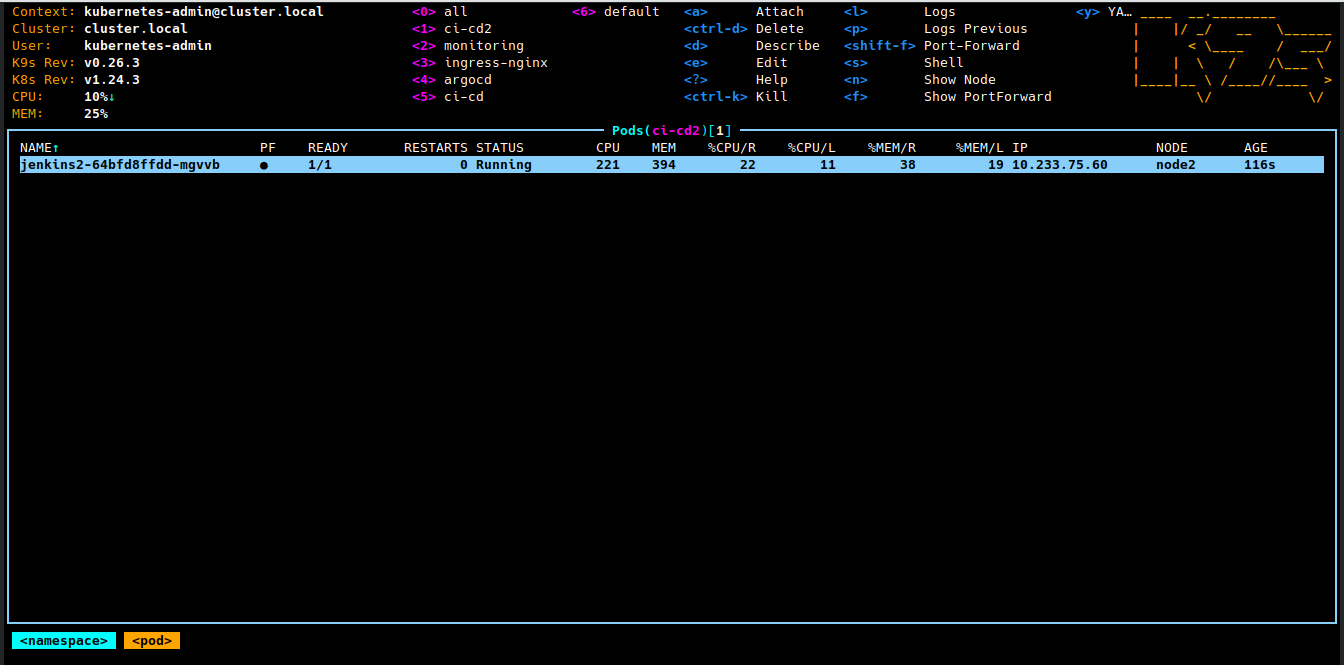 Context: kubernetes-admin@cluster.local <0> all <6> default <a> Attach <l> Logs <y> YA…
Cluster: cluster.local <1> ci-cd2 <ctrl-d> Delete <p> Logs Previous
User: kubernetes-admin <2> monitoring <d> Describe <shift-f> Port-Forward
K9s Rev: v0.26.3 <3> ingress-nginx <e> Edit <s> Shell
K8s Rev: v1.24.3 <4> argocd <?> Help <n> Show Node
CPU: 10%↓ <5> ci-cd <ctrl-k> Kill <f> Show PortForward
MEM: 25%
Pods(ci-cd2)[1]
NAME↑ PF READY RESTARTS STATUS CPU MEM %CPU/R %CPU/L %MEM/R %MEM/L IP NODE AGE
jenkins2-64bfd8ffdd-mgvvb ● 1/1 0 Running 221 394 22 11 38 19 10.233.75.60 node2 116s
<namespace> <pod>